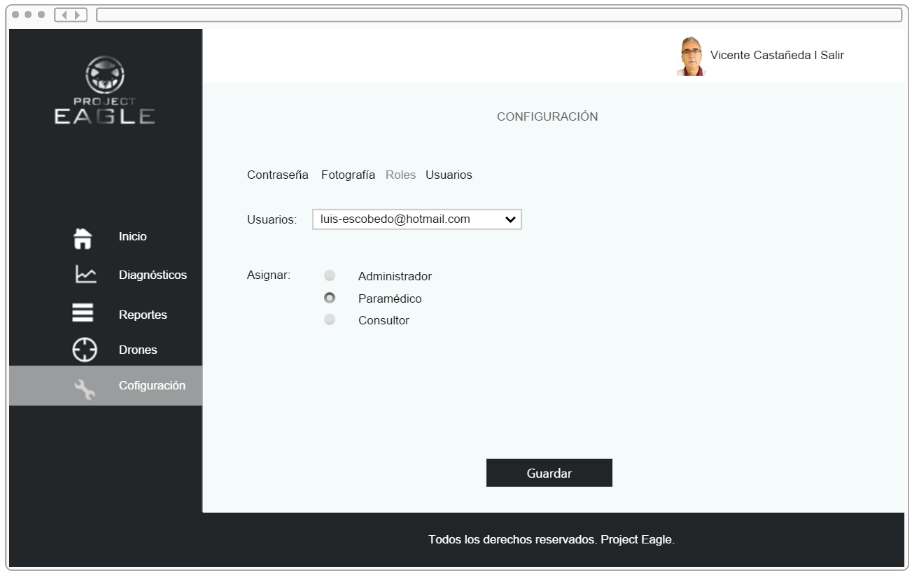 PROJECT
EAGLE
Vicente Castañeda I Salir
CONFIGURACIÓN
Contraseña Fotografía Roles Usuarios
Usuarios: luis-escobedo@hotmail.com
Asignar: Administrador
Paramédico
Consultor
Inicio
Diagnósticos
Reportes
Drones
Cofiguración
Guardar
Todos los derechos reservados. Project Eagle.